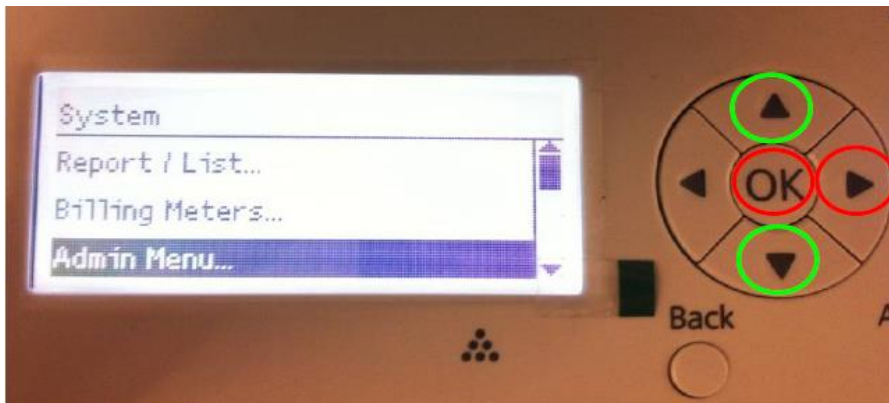 System
Report / List...
Billing Meters...
Admin Menu...
OK
Back
A